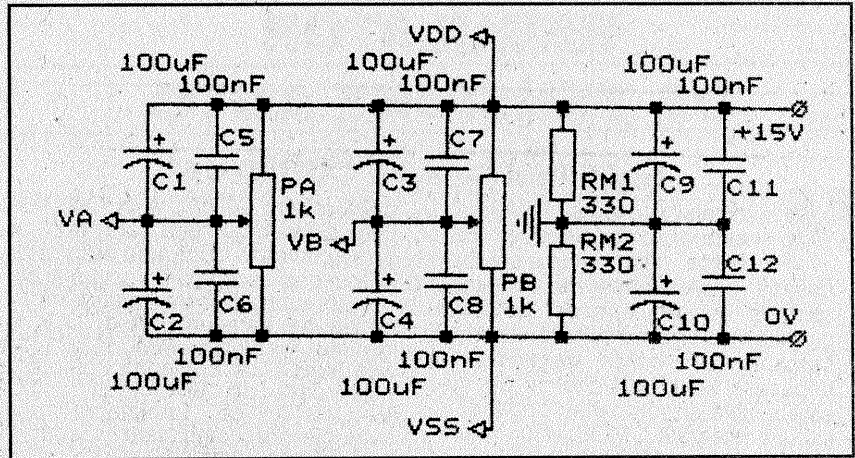 VDD
100uF
100nF
100uF
100nF
100uF
100nF
+15V
C5
C7
C1
PA
1k
C3
RM1
330
C9
C11
VA
VB
RM2
330
C12
C2
C6
C4
C8
PB
1k
C10
0V
100nF
100uF
100nF
100uF
100nF
100uF
VSS